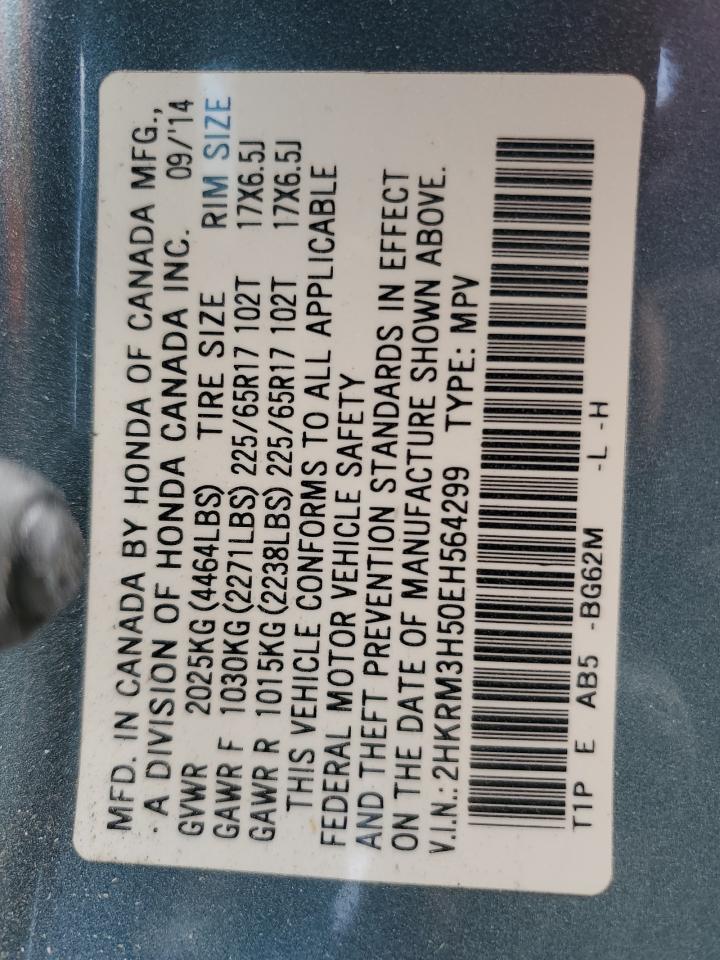 MFD. IN CANADA BY HONDA OF CANADA MFG.,
A DIVISION OF HONDA CANADA INC. 09/'14
GVWR 2025KG (4464LBS) TIRE SIZE RIM SIZE
GAWR F 1030KG (2271LBS) 225/65R17 102T 17X6.5J
GAWR R 1015KG (2238LBS) 225/65R17 102T 17X6.5J
THIS VEHICLE CONFORMS TO ALL APPLICABLE
FEDERAL MOTOR VEHICLE SAFETY
AND THEFT PREVENTION STANDARDS IN EFFECT
ON THE DATE OF MANUFACTURE SHOWN ABOVE.
V.I.N.: 2HKRM3H50EH564299 TYPE: MPV
T1P E AB5 -BG62M -L -H